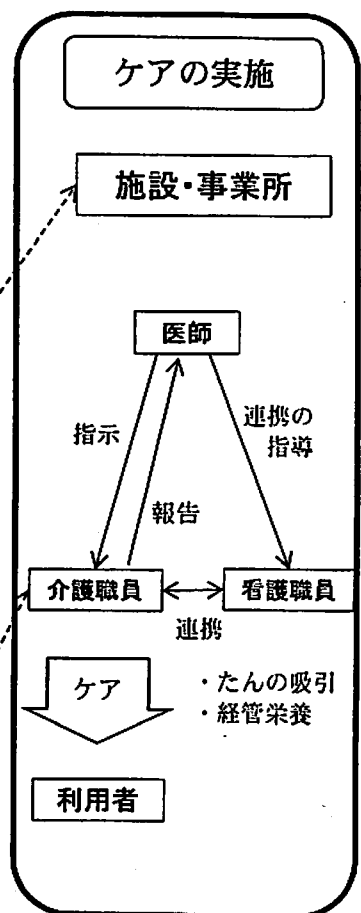 ケアの実施
施設・事業所
医師
指示
連携の
指導
報告
介護職員
看護職員
連携
ケア
・たんの吸引
・経管栄養
利用者